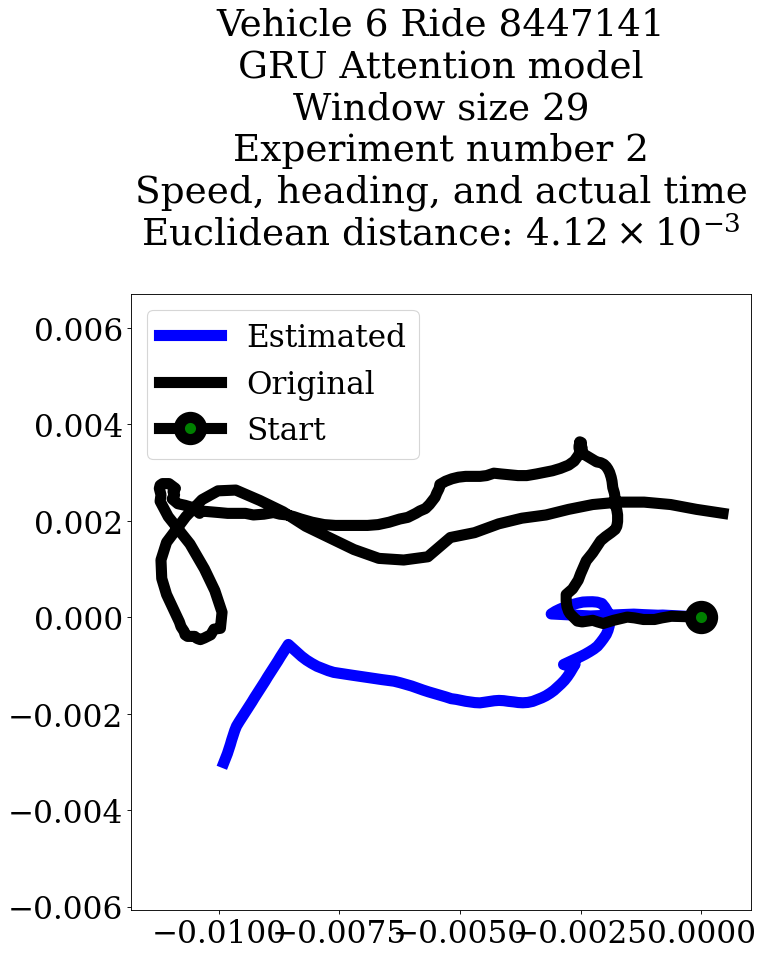 Vehicle 6 Ride 8447141
GRU Attention model
Window size 29
Experiment number 2
Speed, heading, and actual time
Euclidean distance: 4.12 × 10⁻³
Estimated
Original
Start
0.006
0.004
0.002
0.000
−0.002
−0.004
−0.006
−0.0100
−0.0075
−0.0050
−0.0025
0.0000